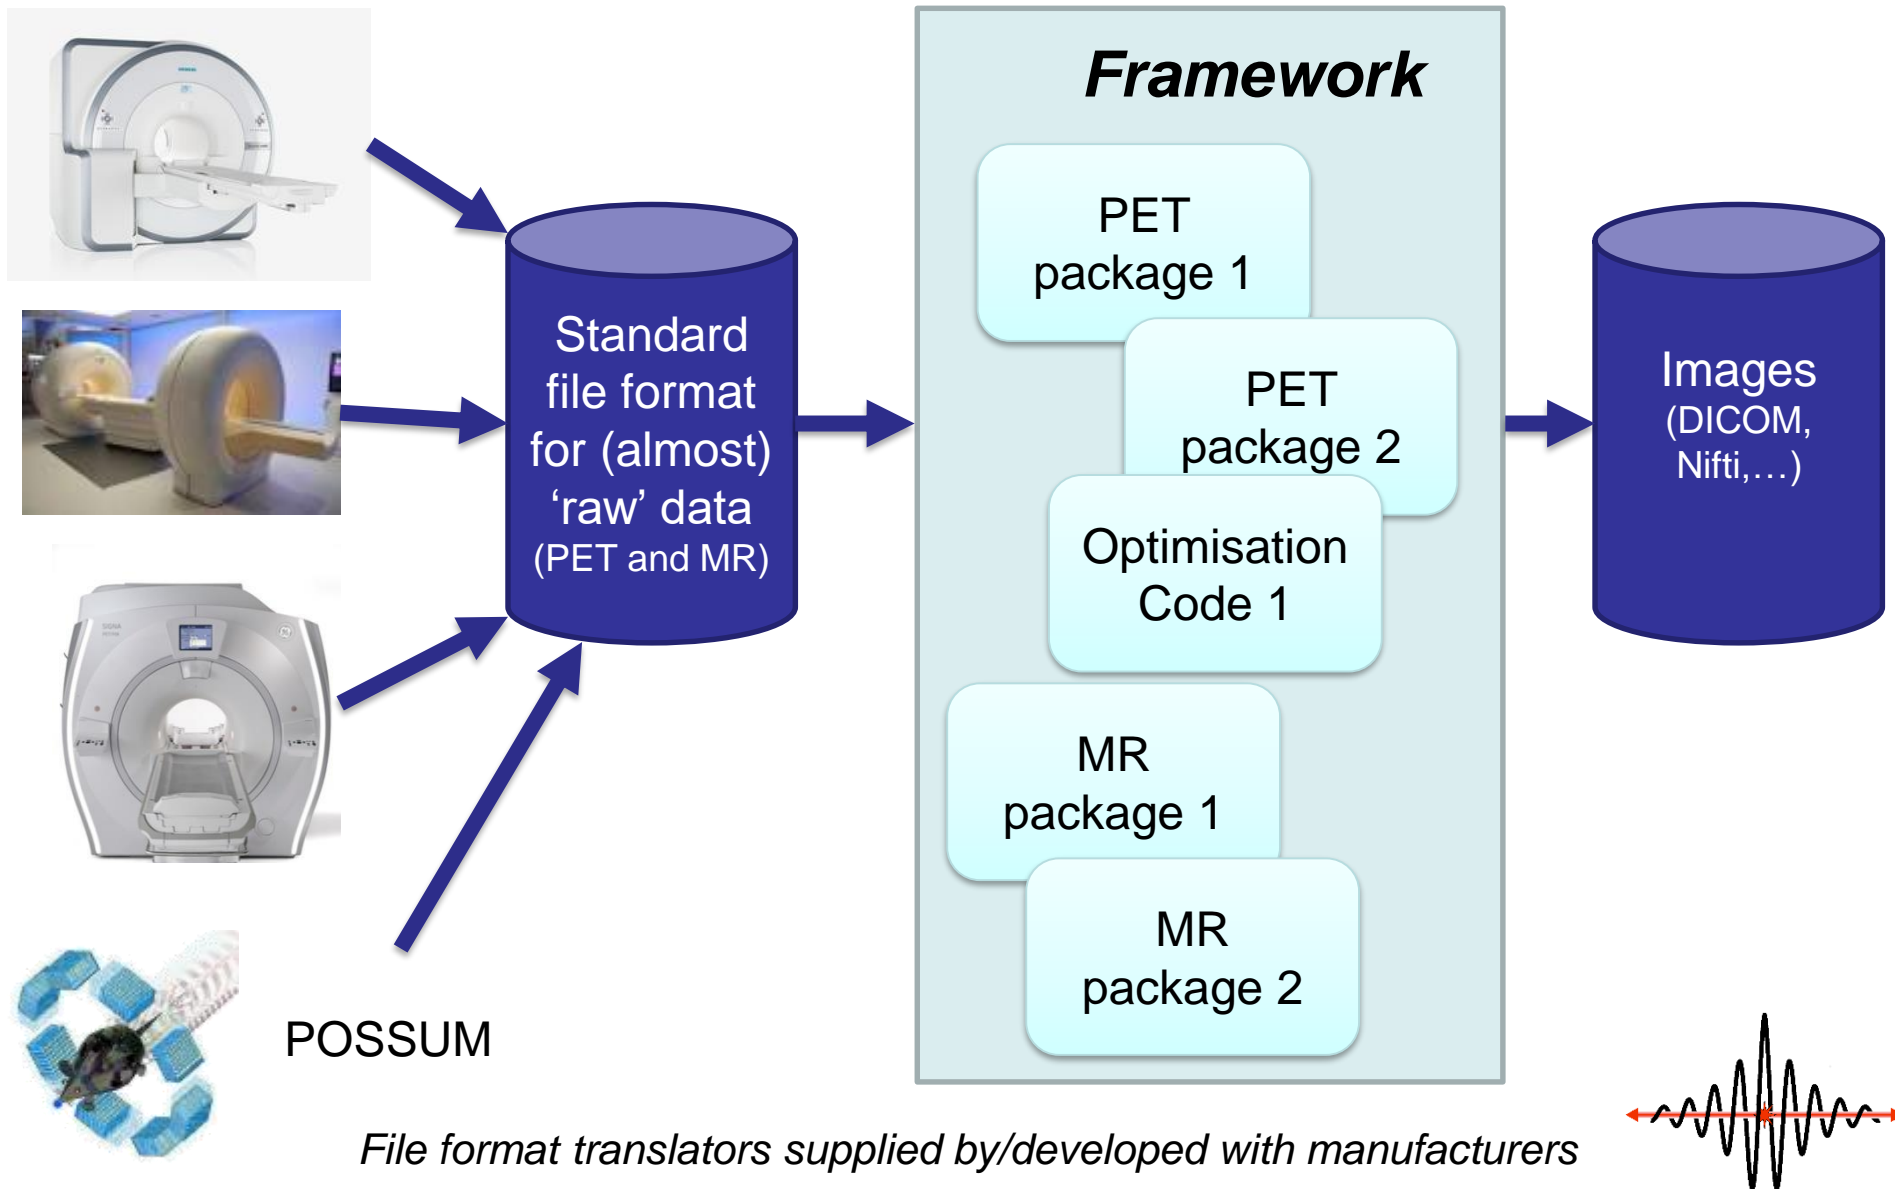 Framework
PET
package 1
PET
package 2
Optimisation
Code 1
MR
package 1
MR
package 2
Standard
file format
for (almost)
‘raw’ data
(PET and MR)
Images
(DICOM,
Nifti,…)
POSSUM
File format translators supplied by/developed with manufacturers
SIEMENS
SIGNA